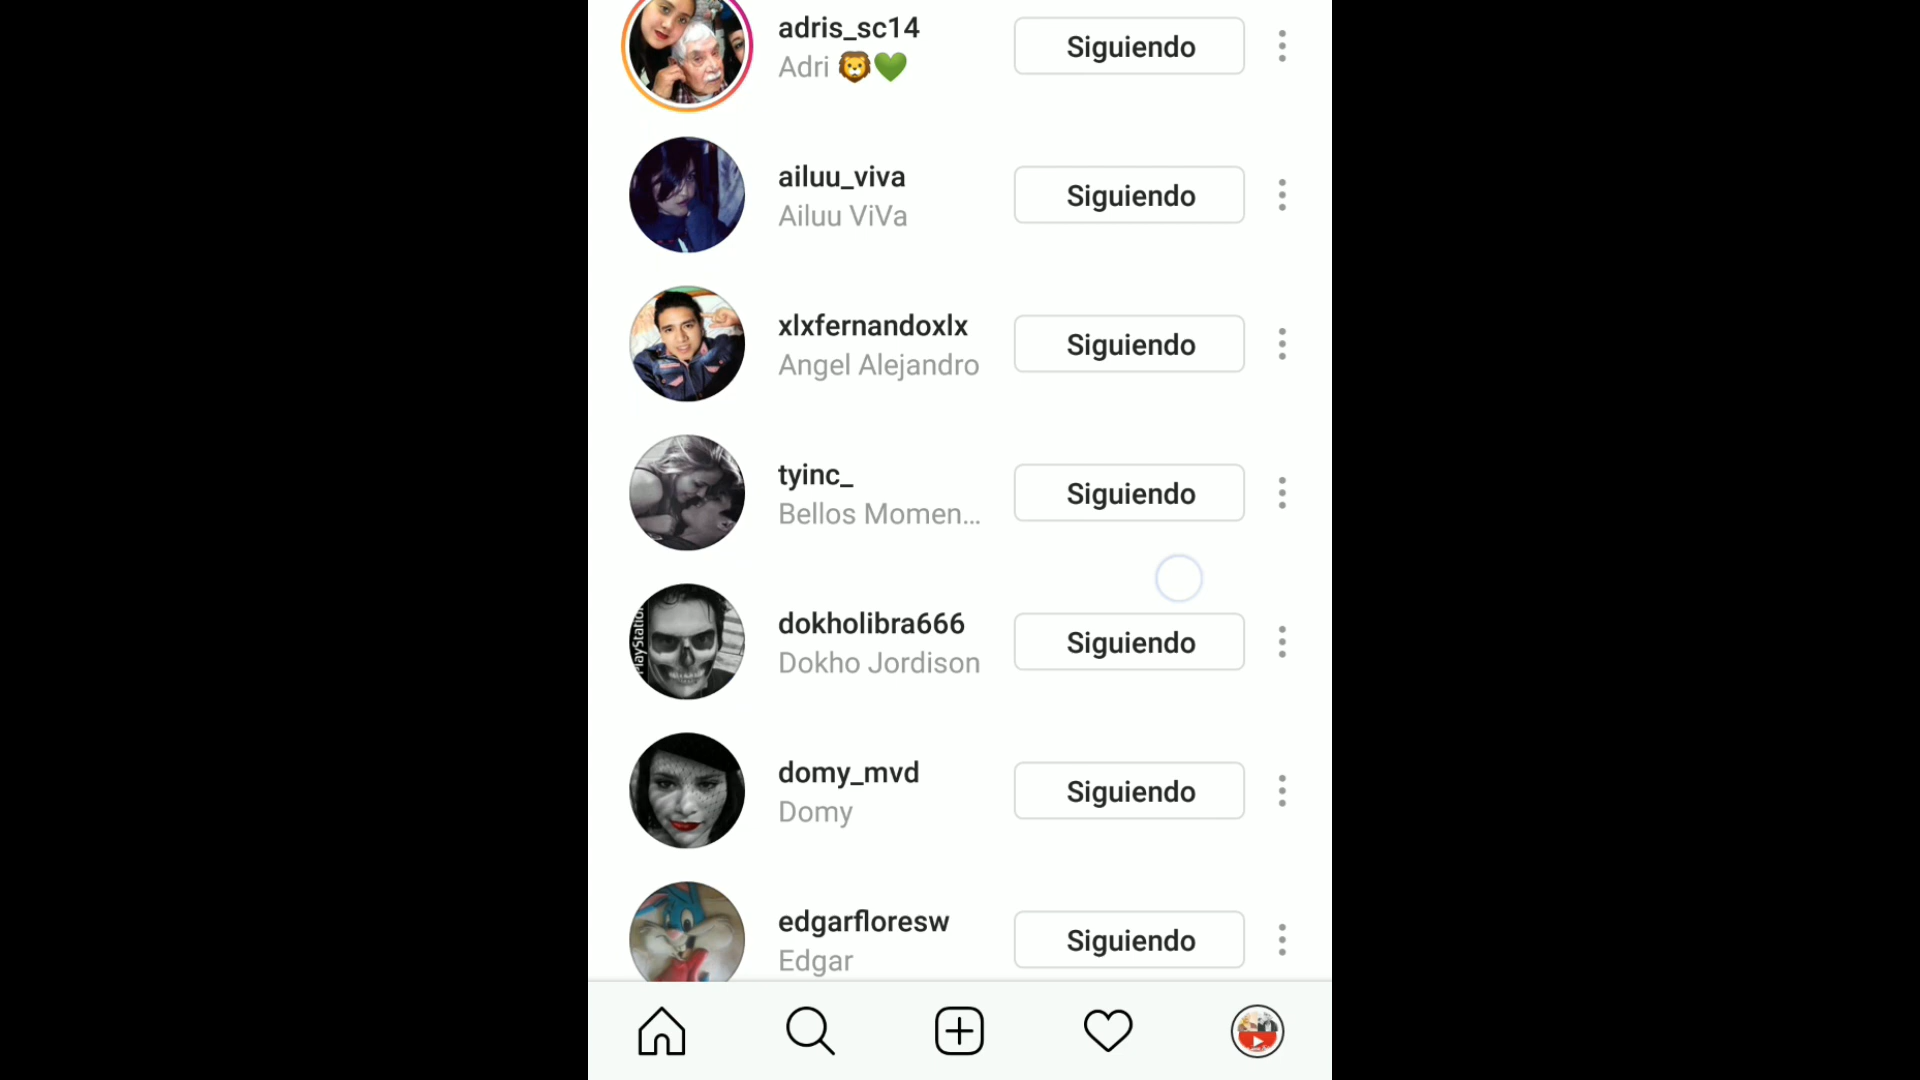 adris_sc14
Adri 🦁💚
Siguiendo
ailuu_viva
Ailuu ViVa
Siguiendo
xlxfernandoxlx
Angel Alejandro
Siguiendo
tyinc_
Bellos Momen...
Siguiendo
PlayStation
dokholibra666
Dokho Jordison
Siguiendo
domy_mvd
Domy
Siguiendo
edgarfloresw
Edgar
Siguiendo